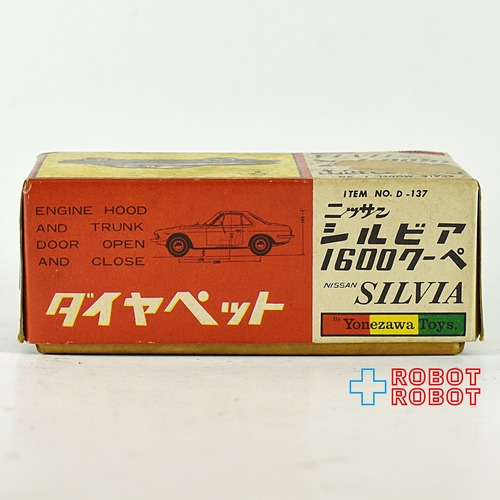 ENGINE HOOD
AND TRUNK
DOOR OPEN
AND CLOSE
ダイヤペット
ITEM NO. D-137
ニッサン
シルビア
1600クーペ
NISSAN SILVIA
By Yonezawa Toys.
ROBOT
ROBOT